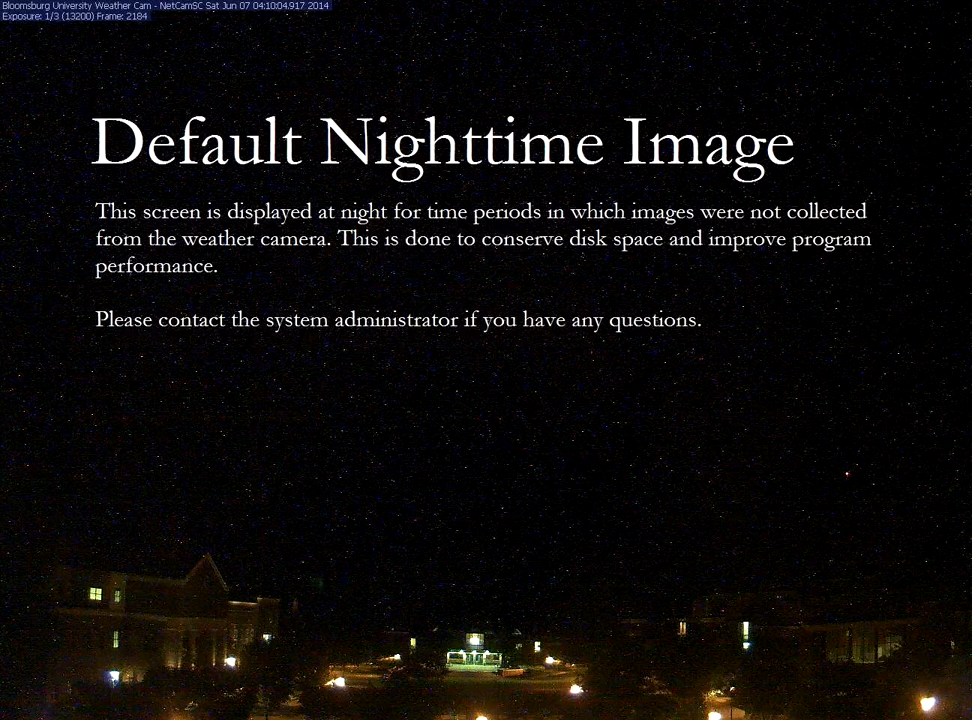 Bloomsburg University Weather Cam - NetCamSC Sat Jun 07 04:10:04.917 2014
Exposure: 1/3 (13200) Frame: 2184
Default Nighttime Image
This screen is displayed at night for time periods in which images were not collected
from the weather camera. This is done to conserve disk space and improve program
performance.
Please contact the system administrator if you have any questions.